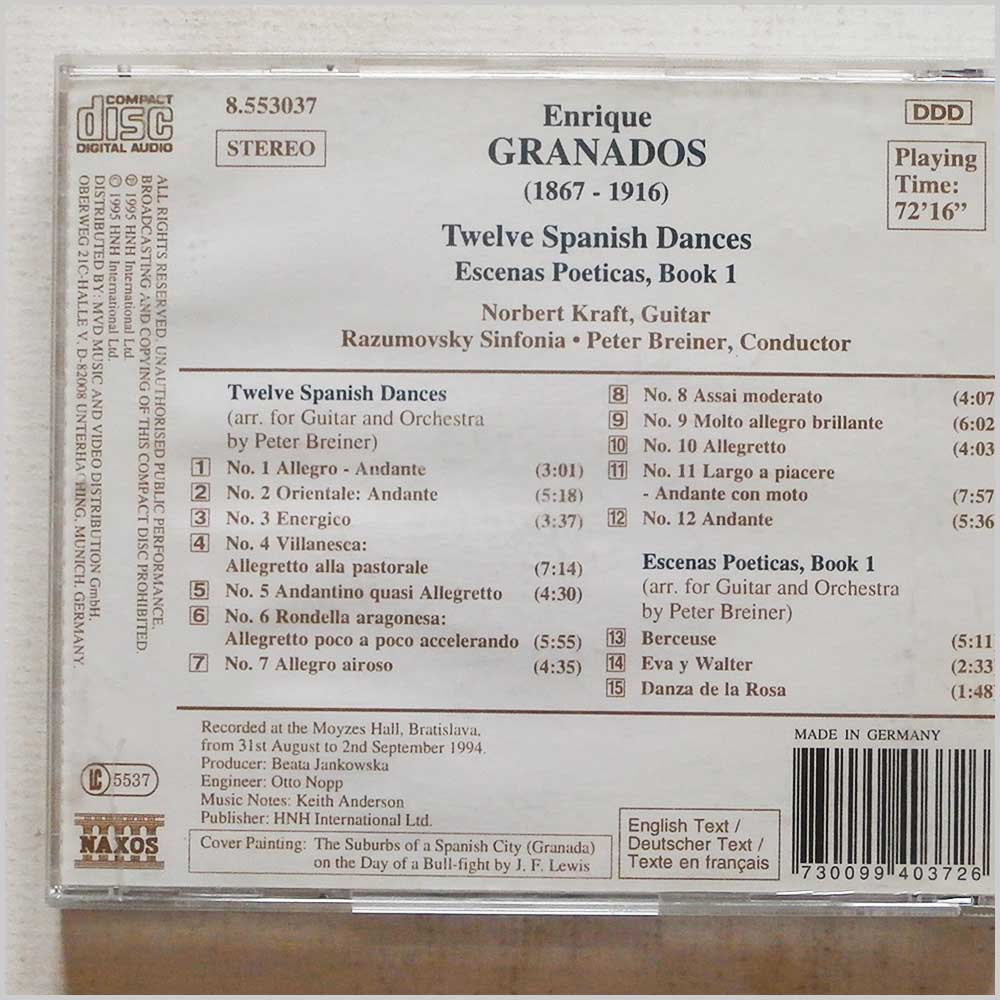 COMPACT
disc
DIGITAL AUDIO
8.553037
STEREO
Enrique
GRANADOS
(1867 - 1916)
Twelve Spanish Dances
Escenas Poeticas, Book 1
Norbert Kraft, Guitar
Razumovsky Sinfonia • Peter Breiner, Conductor
DDD
Playing
Time:
72'16"
ALL RIGHTS RESERVED. UNAUTHORISED PUBLIC PERFORMANCE,
BROADCASTING AND COPYING OF THIS COMPACT DISC PROHIBITED.
℗ 1995 HNH International Ltd.
© 1995 HNH International Ltd.
DISTRIBUTED BY: MVD MUSIC AND VIDEO DISTRIBUTION GmbH,
OBERWEG 21C-HALLE V, D-82008 UNTERHACHING, MUNICH, GERMANY.
Twelve Spanish Dances
(arr. for Guitar and Orchestra
by Peter Breiner)
1 No. 1 Allegro - Andante (3:01)
2 No. 2 Orientale: Andante (5:18)
3 No. 3 Energico (3:37)
4 No. 4 Villanesca:
Allegretto alla pastorale (7:14)
5 No. 5 Andantino quasi Allegretto (4:30)
6 No. 6 Rondella aragonesa:
Allegretto poco a poco accelerando (5:55)
7 No. 7 Allegro airoso (4:35)
8 No. 8 Assai moderato (4:07
9 No. 9 Molto allegro brillante (6:02
10 No. 10 Allegretto (4:03
11 No. 11 Largo a piacere
- Andante con moto (7:57
12 No. 12 Andante (5:36
Escenas Poeticas, Book 1
(arr. for Guitar and Orchestra
by Peter Breiner)
13 Berceuse (5:11
14 Eva y Walter (2:33
15 Danza de la Rosa (1:48
Recorded at the Moyzes Hall, Bratislava,
from 31st August to 2nd September 1994.
Producer: Beata Jankowska
Engineer: Otto Nopp
Music Notes: Keith Anderson
Publisher: HNH International Ltd.
Cover Painting: The Suburbs of a Spanish City (Granada)
on the Day of a Bull-fight by J. F. Lewis
LC 5537
NAXOS
English Text /
Deutscher Text /
Texte en français
MADE IN GERMANY
730099 403726